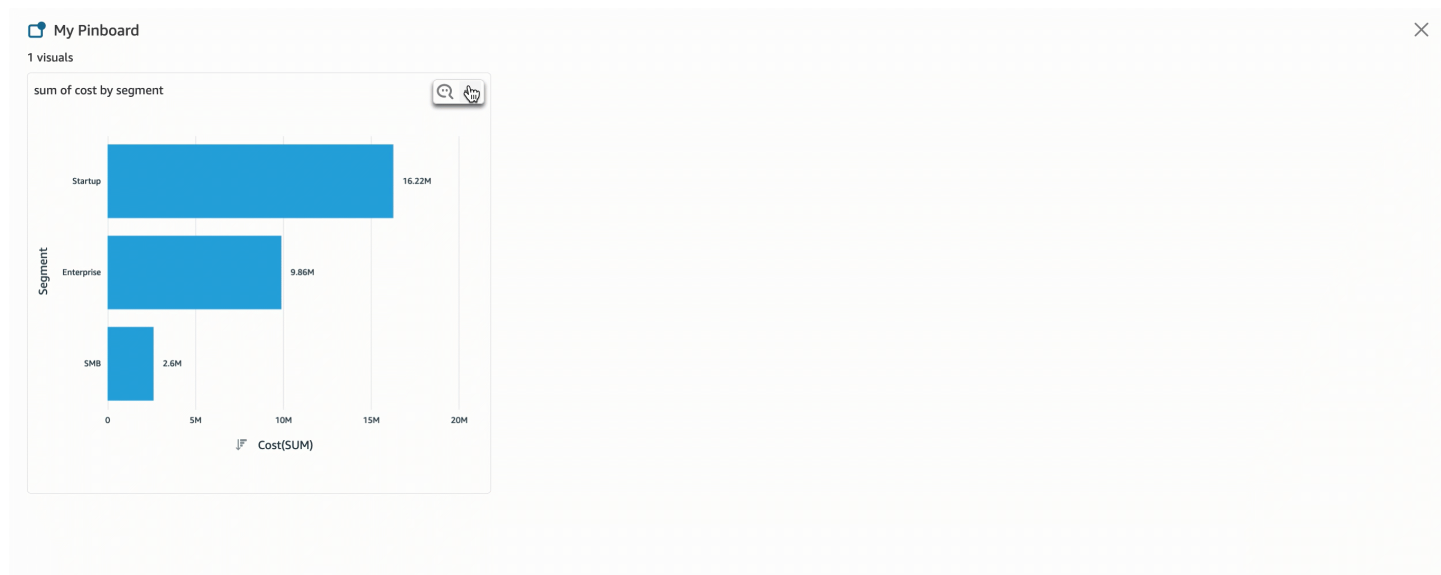 My Pinboard
1 visuals
sum of cost by segment
Segment
Startup
16.22M
Enterprise
9.86M
SMB
2.6M
0 5M 10M 15M 20M
Cost(SUM)